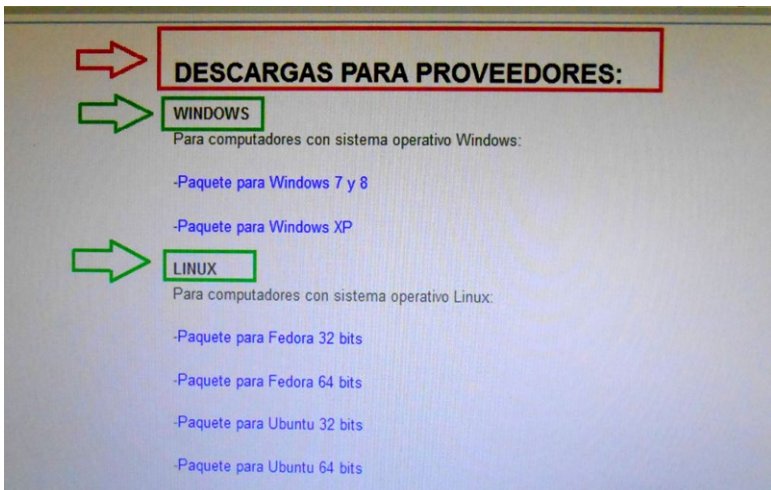 DESCARGAS PARA PROVEEDORES:
WINDOWS
Para computadores con sistema operativo Windows:
-Paquete para Windows 7 y 8
-Paquete para Windows XP
LINUX
Para computadores con sistema operativo Linux:
-Paquete para Fedora 32 bits
-Paquete para Fedora 64 bits
-Paquete para Ubuntu 32 bits
-Paquete para Ubuntu 64 bits